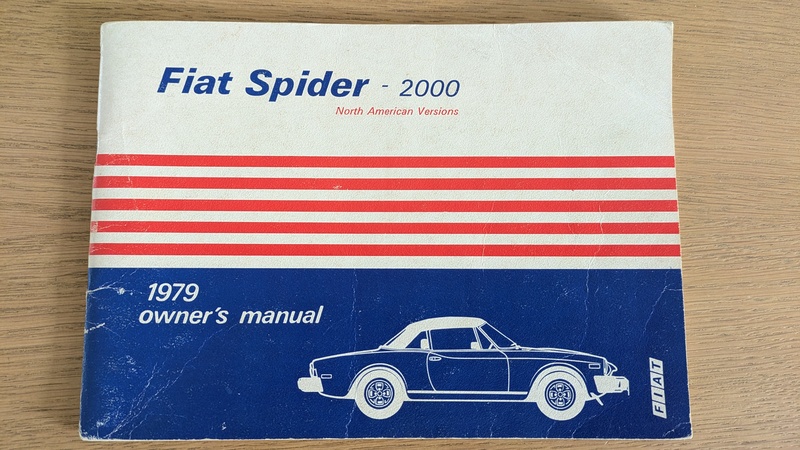 Fiat Spider - 2000
North American Versions
1979
owner's manual
FIAT